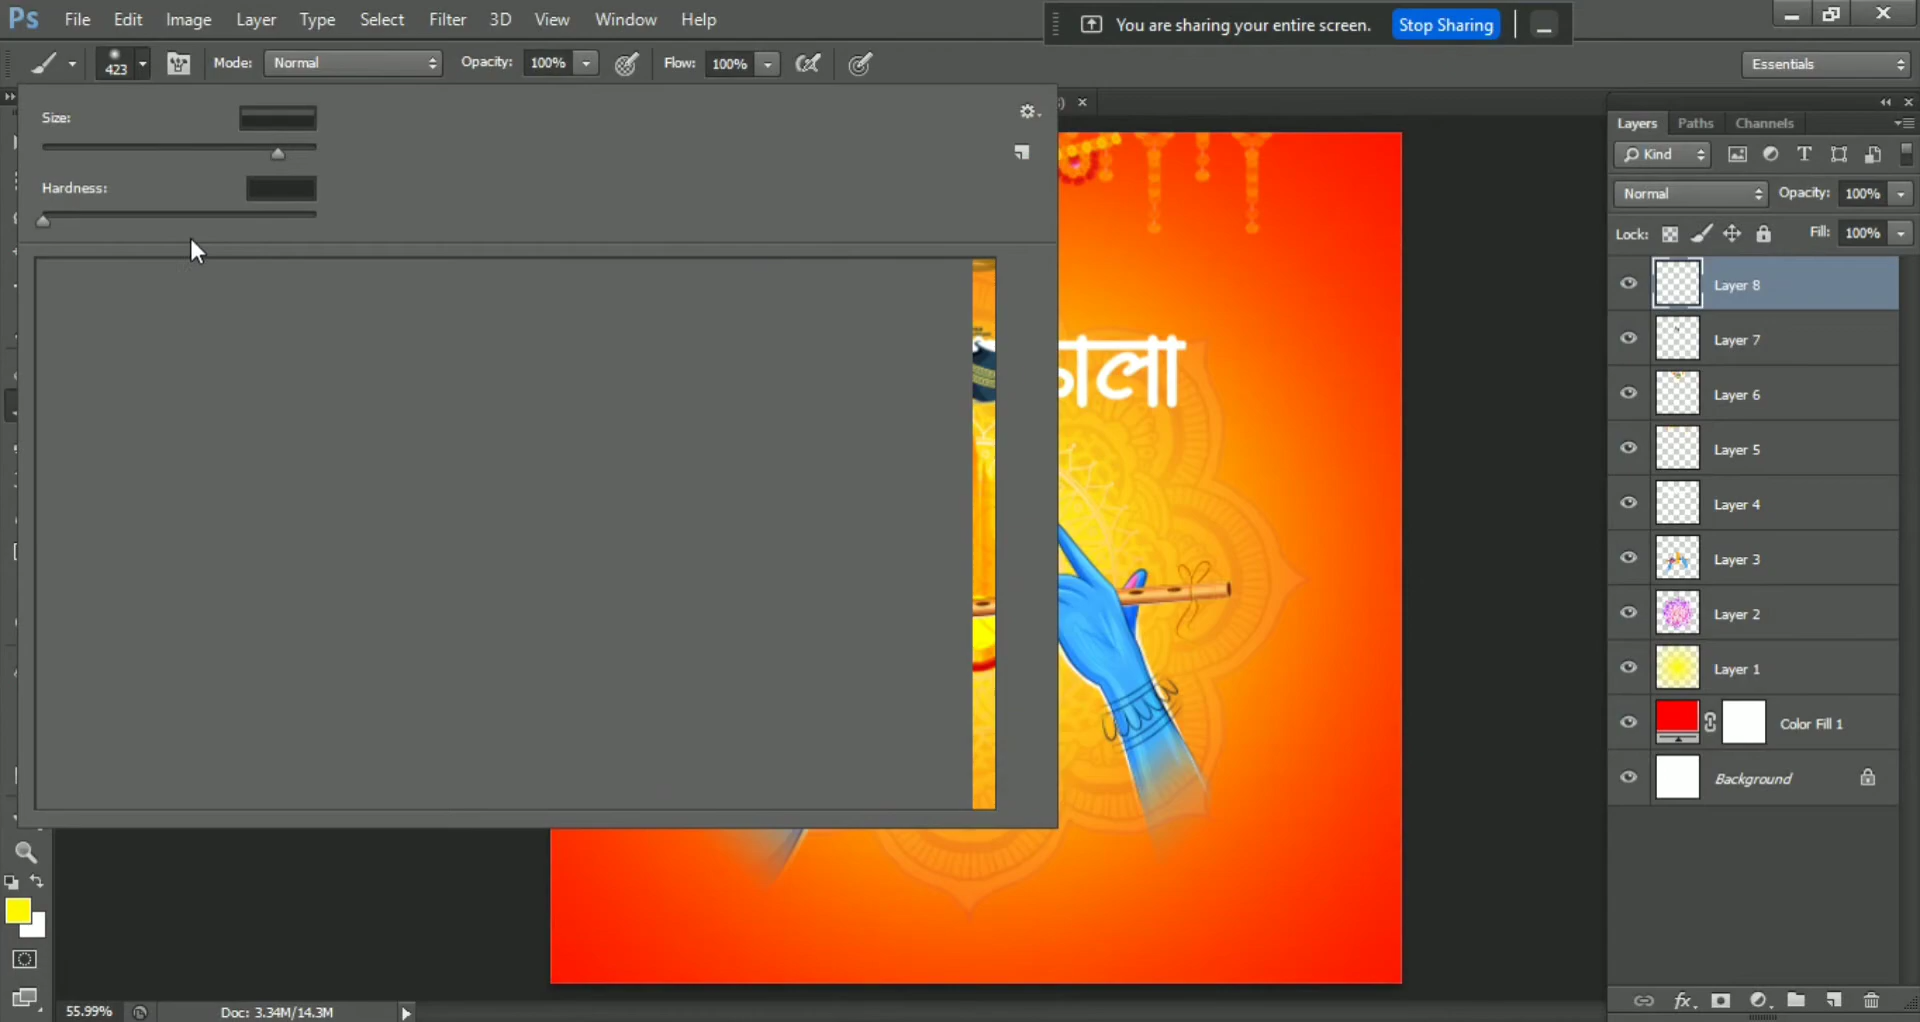 Ps File Edit Image Layer Type Select Filter 3D View Window Help
You are sharing your entire screen. Stop Sharing
423 Mode: Normal Opacity: 100% Flow: 100% Essentials
Size:
Hardness:
Layers Paths Channels
Kind
Normal Opacity: 100%
Lock: Fill: 100%
Layer 8
Layer 7
Layer 6
Layer 5
Layer 4
Layer 3
Layer 2
Layer 1
Color Fill 1
Background
55.99% Doc: 3.34M/14.3M
fx